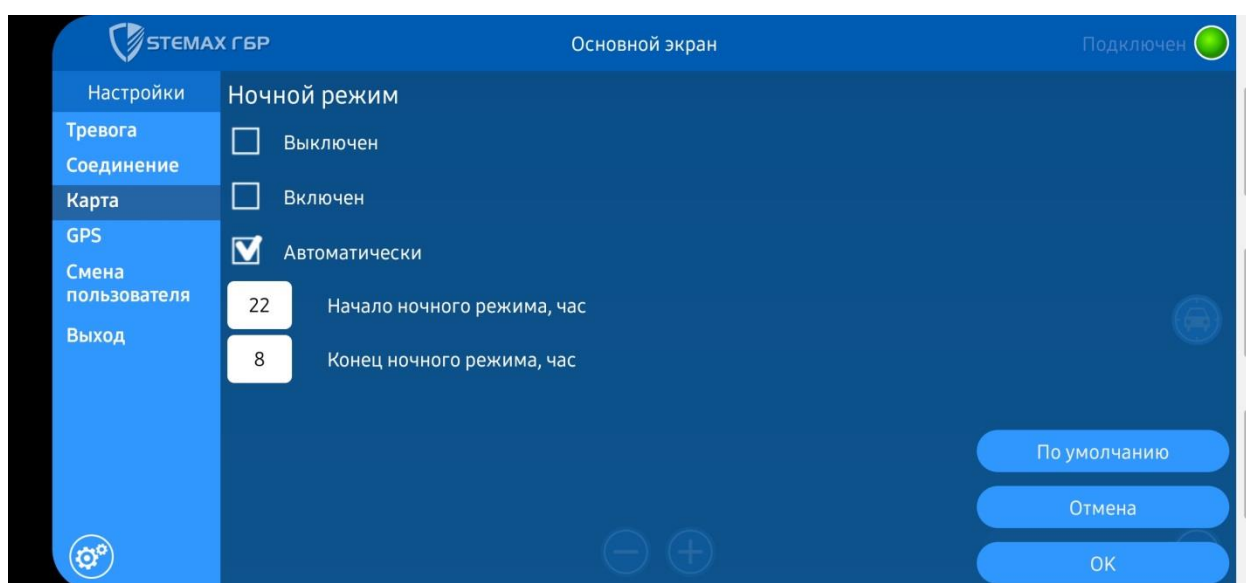 STEMAX ГБР
Основной экран
Подключен
Настройки
Тревога
Соединение
Карта
GPS
Смена
пользователя
Выход
Ночной режим
Выключен
Включен
Автоматически
22 Начало ночного режима, час
8 Конец ночного режима, час
По умолчанию
Отмена
OK